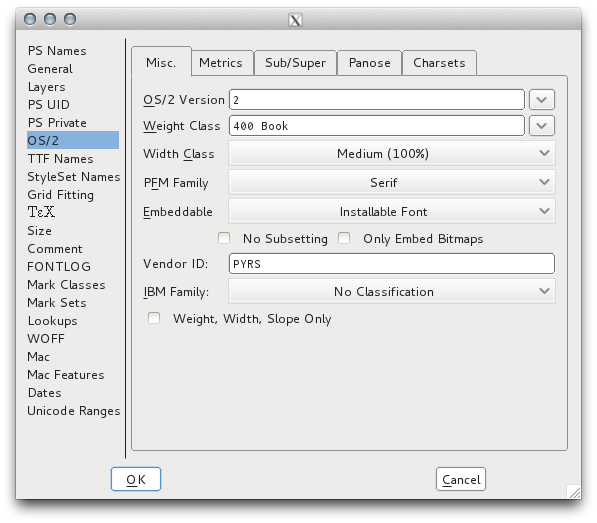 PS Names
General
Layers
PS UID
PS Private
OS/2
TTF Names
StyleSet Names
Grid Fitting
TεX
Size
Comment
FONTLOG
Mark Classes
Mark Sets
Lookups
WOFF
Mac
Mac Features
Dates
Unicode Ranges
Misc. Metrics Sub/Super Panose Charsets
OS/2 Version 2
Weight Class 400 Book
Width Class Medium (100%)
PFM Family Serif
Embeddable Installable Font
No Subsetting Only Embed Bitmaps
Vendor ID: PYRS
IBM Family: No Classification
Weight, Width, Slope Only
OK Cancel